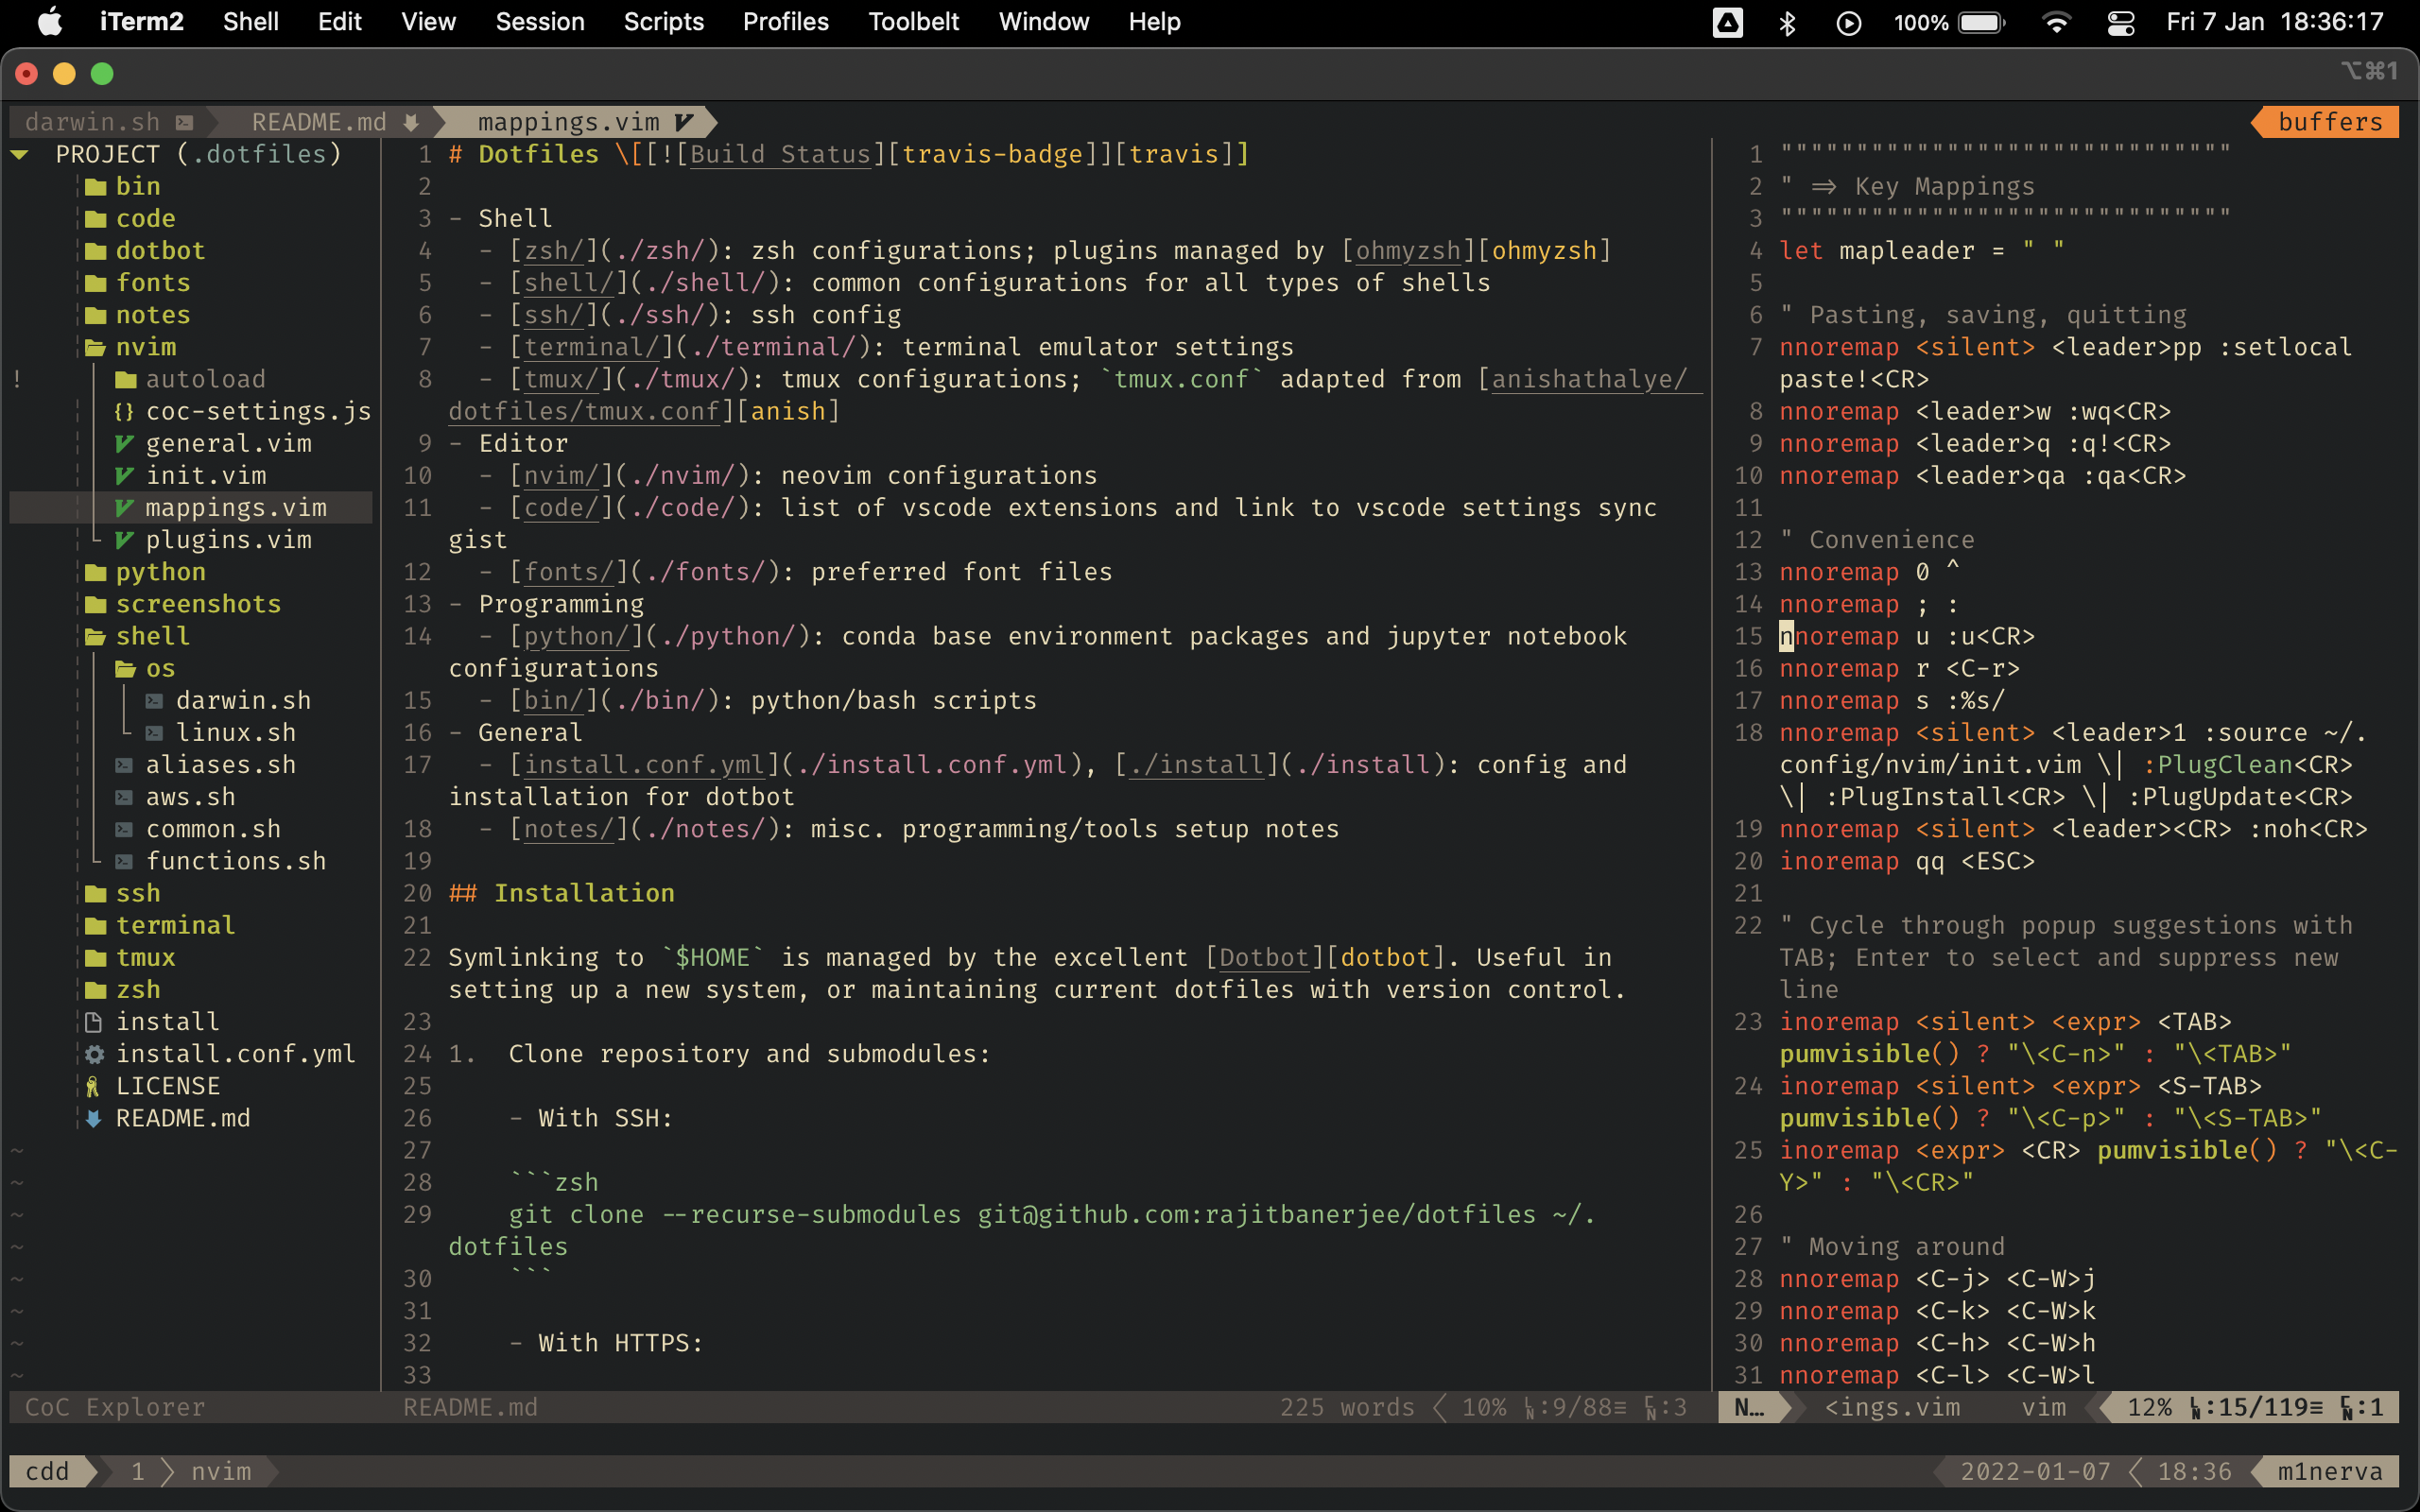 iTerm2 Shell Edit View Session Scripts Profiles Toolbelt Window Help 100% Fri 7 Jan 18:36:17
⌥⌘1
darwin.sh README.md mappings.vim buffers
PROJECT (.dotfiles)
bin
code
dotbot
fonts
notes
nvim
! autoload
{} coc-settings.js
general.vim
init.vim
mappings.vim
plugins.vim
python
screenshots
shell
os
darwin.sh
linux.sh
aliases.sh
aws.sh
common.sh
functions.sh
ssh
terminal
tmux
zsh
install
install.conf.yml
LICENSE
README.md
~
~
~
~
~
~
~
~
CoC Explorer
1 # Dotfiles \[[![Build Status][travis-badge]][travis]]
2
3 - Shell
4   - [zsh/](./zsh/): zsh configurations; plugins managed by [ohmyzsh][ohmyzsh]
5   - [shell/](./shell/): common configurations for all types of shells
6   - [ssh/](./ssh/): ssh config
7   - [terminal/](./terminal/): terminal emulator settings
8   - [tmux/](./tmux/): tmux configurations; `tmux.conf` adapted from [anishathalye/
dotfiles/tmux.conf][anish]
9 - Editor
10   - [nvim/](./nvim/): neovim configurations
11   - [code/](./code/): list of vscode extensions and link to vscode settings sync
gist
12   - [fonts/](./fonts/): preferred font files
13 - Programming
14   - [python/](./python/): conda base environment packages and jupyter notebook
configurations
15   - [bin/](./bin/): python/bash scripts
16 - General
17   - [install.conf.yml](./install.conf.yml), [./install](./install): config and
installation for dotbot
18   - [notes/](./notes/): misc. programming/tools setup notes
19
20 ## Installation
21
22 Symlinking to `$HOME` is managed by the excellent [Dotbot][dotbot]. Useful in
setting up a new system, or maintaining current dotfiles with version control.
23
24 1.  Clone repository and submodules:
25
26     - With SSH:
27
28     ```zsh
29     git clone --recurse-submodules git@github.com:rajitbanerjee/dotfiles ~/.
dotfiles
30     ```
31
32     - With HTTPS:
33
README.md 225 words 10% LN:9/88≡ CN:3
1 """"""""""""""""""""""""""""""
2 " => Key Mappings
3 """"""""""""""""""""""""""""""
4 let mapleader = " "
5
6 " Pasting, saving, quitting
7 nnoremap <silent> <leader>pp :setlocal
paste!<CR>
8 nnoremap <leader>w :wq<CR>
9 nnoremap <leader>q :q!<CR>
10 nnoremap <leader>qa :qa<CR>
11
12 " Convenience
13 nnoremap 0 ^
14 nnoremap ; :
15 nnoremap u :u<CR>
16 nnoremap r <C-r>
17 nnoremap s :%s/
18 nnoremap <silent> <leader>1 :source ~/.
config/nvim/init.vim \| :PlugClean<CR>
\| :PlugInstall<CR> \| :PlugUpdate<CR>
19 nnoremap <silent> <leader><CR> :noh<CR>
20 inoremap qq <ESC>
21
22 " Cycle through popup suggestions with
TAB; Enter to select and suppress new
line
23 inoremap <silent> <expr> <TAB>
pumvisible() ? "\<C-n>" : "\<TAB>"
24 inoremap <silent> <expr> <S-TAB>
pumvisible() ? "\<C-p>" : "\<S-TAB>"
25 inoremap <expr> <CR> pumvisible() ? "\<C-
Y>" : "\<CR>"
26
27 " Moving around
28 nnoremap <C-j> <C-W>j
29 nnoremap <C-k> <C-W>k
30 nnoremap <C-h> <C-W>h
31 nnoremap <C-l> <C-W>l
N… <ings.vim vim 12% LN:15/119≡ CN:1
cdd 1 nvim 2022-01-07 18:36 m1nerva